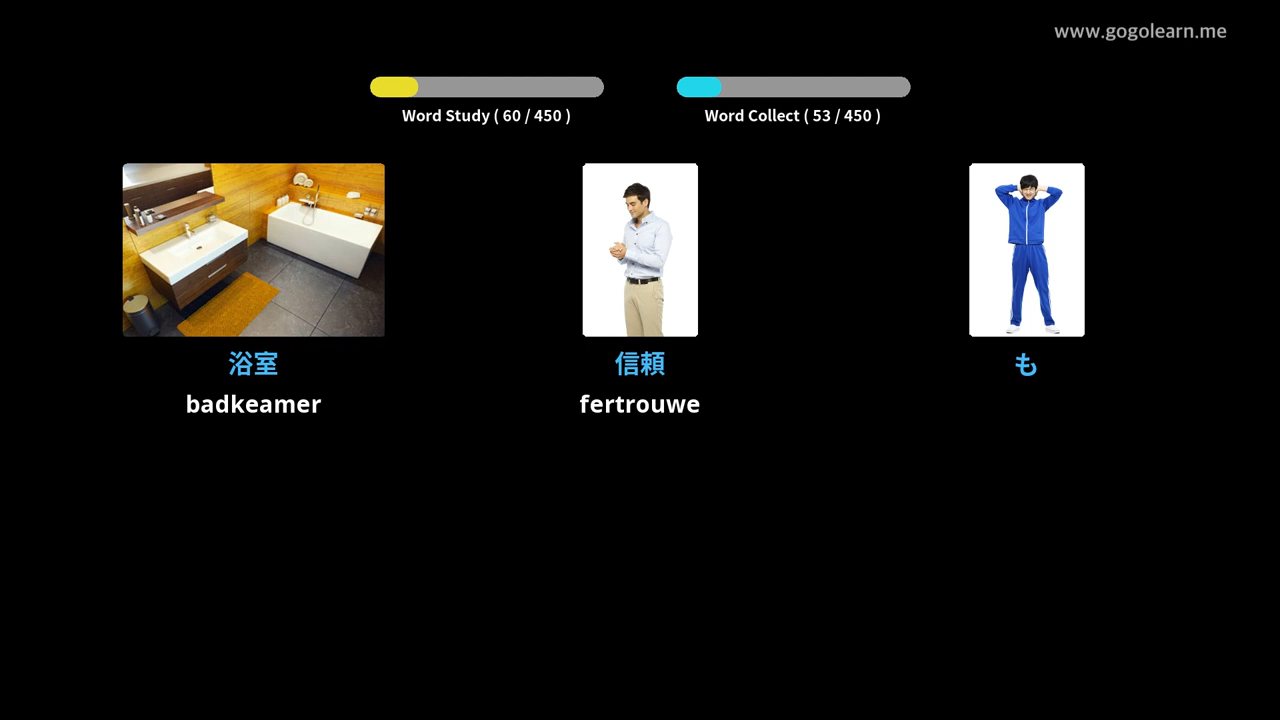 www.gogolearn.me
Word Study ( 60 / 450 )
Word Collect ( 53 / 450 )
浴室
信頼
も
badkeamer
fertrouwe